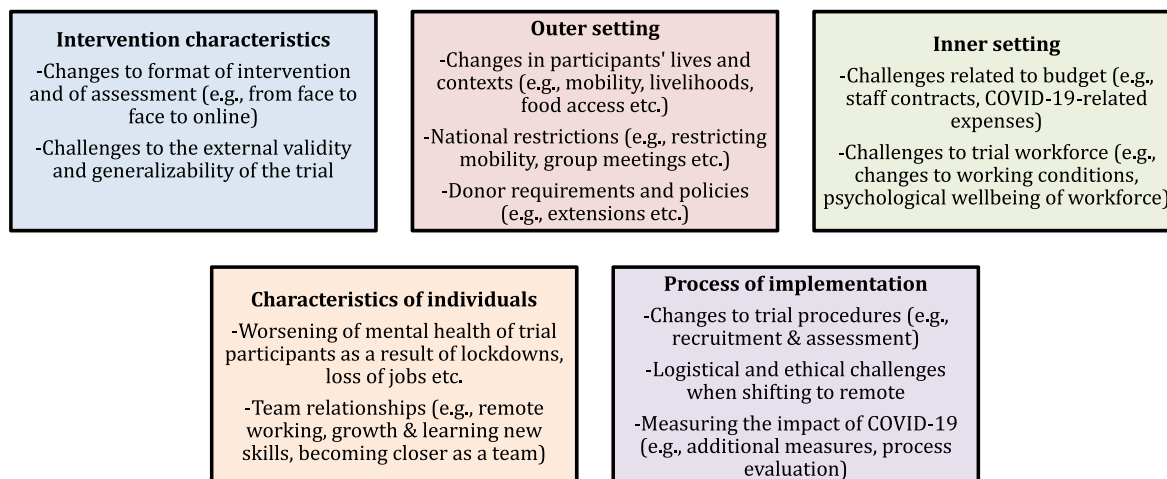 Intervention characteristics
-Changes to format of intervention
and of assessment (e.g., from face to
face to online)
-Challenges to the external validity
and generalizability of the trial
Outer setting
-Changes in participants' lives and
contexts (e.g., mobility, livelihoods,
food access etc.)
-National restrictions (e.g., restricting
mobility, group meetings etc.)
-Donor requirements and policies
(e.g., extensions etc.)
Inner setting
-Challenges related to budget (e.g.,
staff contracts, COVID-19-related
expenses)
-Challenges to trial workforce (e.g.,
changes to working conditions,
psychological wellbeing of workforce)
Characteristics of individuals
-Worsening of mental health of trial
participants as a result of lockdowns,
loss of jobs etc.
-Team relationships (e.g., remote
working, growth & learning new
skills, becoming closer as a team)
Process of implementation
-Changes to trial procedures (e.g.,
recruitment & assessment)
-Logistical and ethical challenges
when shifting to remote
-Measuring the impact of COVID-19
(e.g., additional measures, process
evaluation)